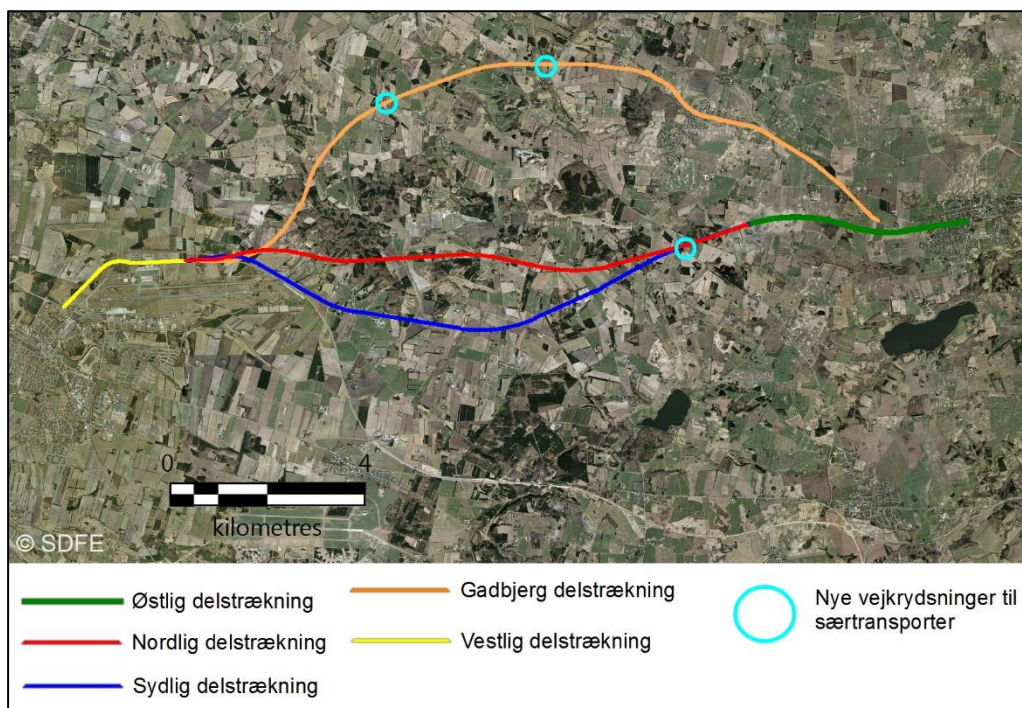 0 4
kilometres
© SDFE
Østlig delstrækning
Nordlig delstrækning
Sydlig delstrækning
Gadbjerg delstrækning
Vestlig delstrækning
Nye vejkrydsninger til
særtransporter